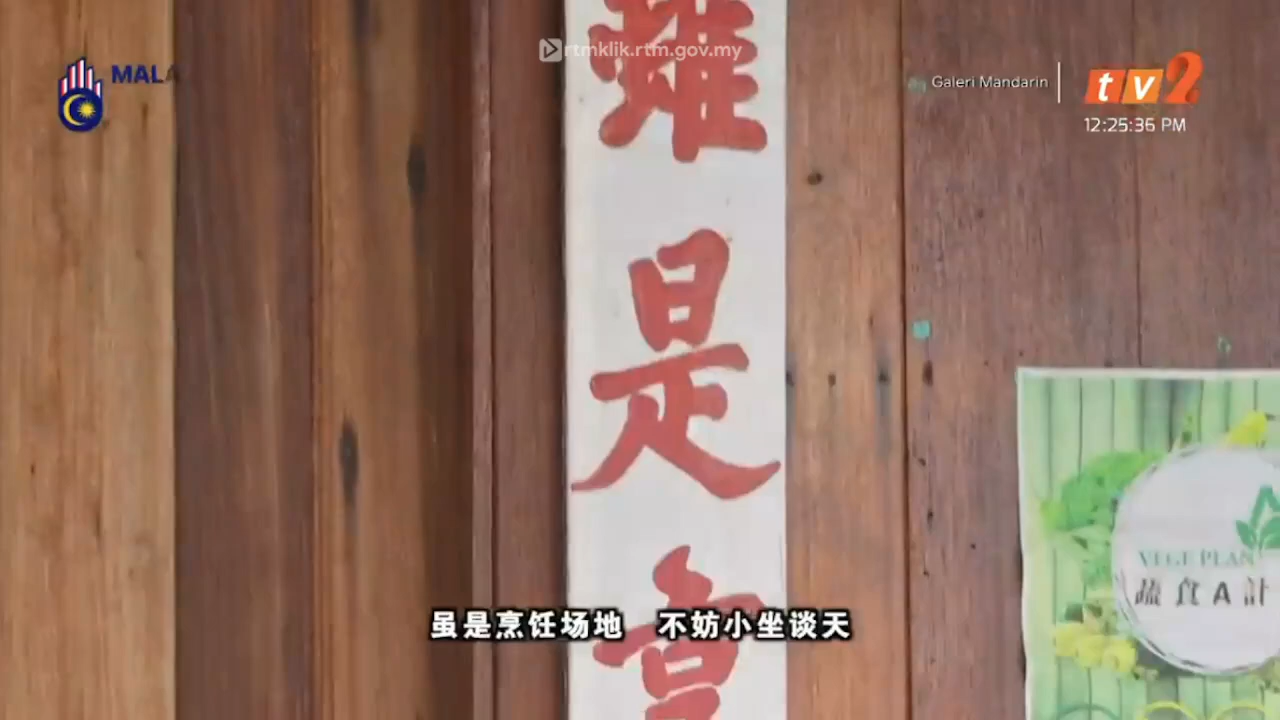 rtmklik.rtm.gov.my
MALA
Galeri Mandarin
tv2
12:25:36 PM
雖
是
VEGE PLAN
蔬食A計
虽是烹饪场地 不妨小坐谈天